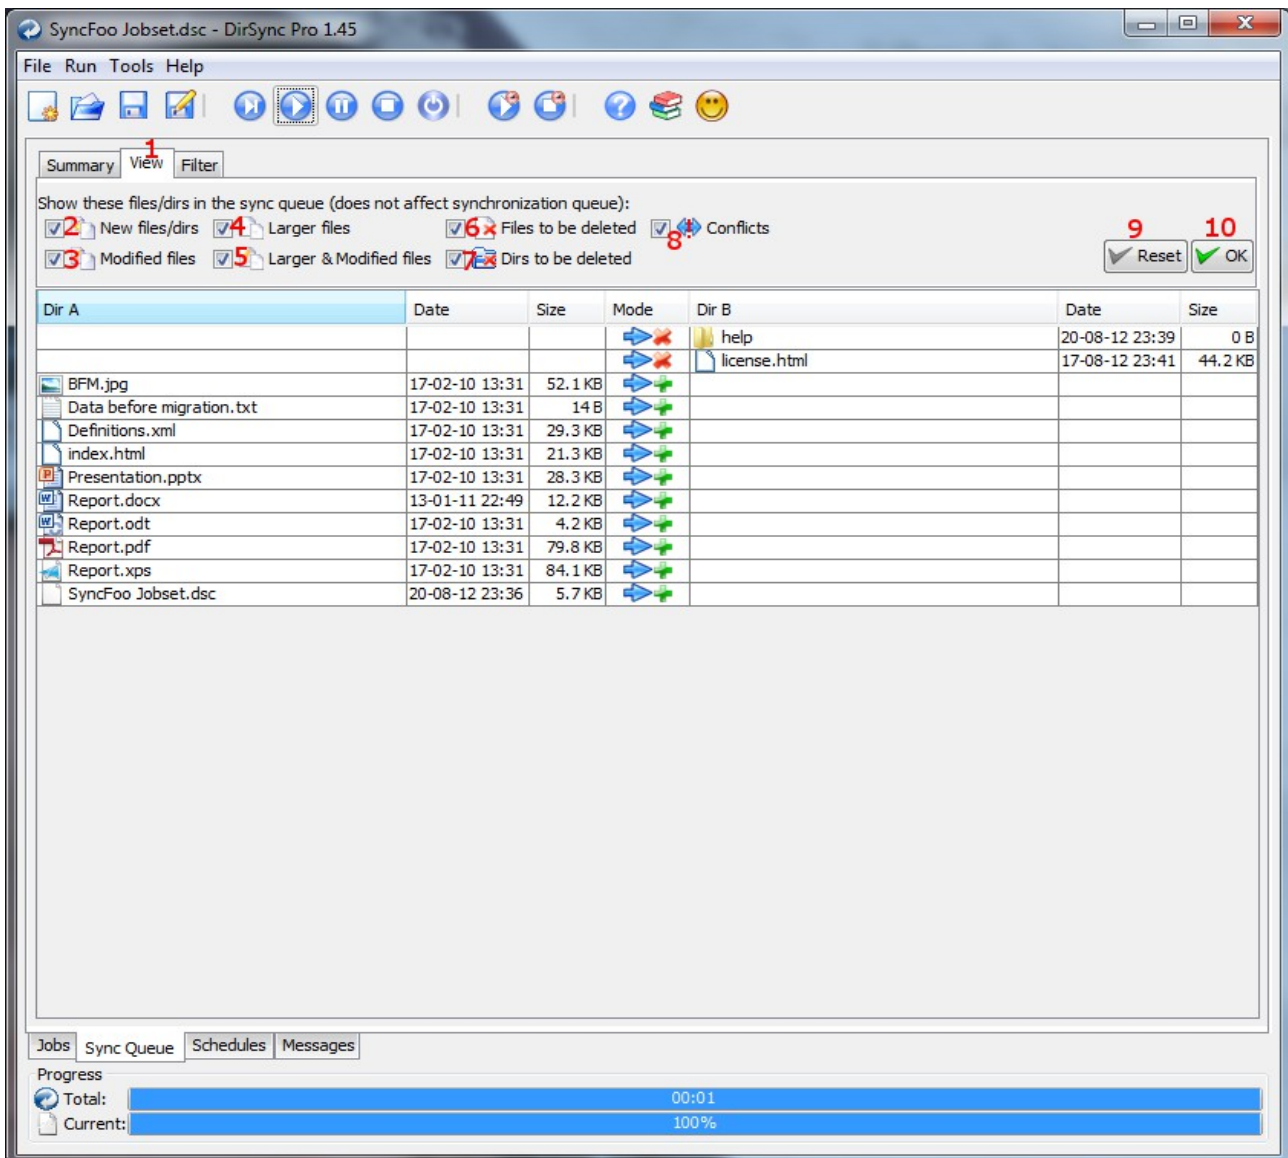 SyncFoo Jobset.dsc - DirSync Pro 1.45
File Run Tools Help
1
Summary View Filter
Show these files/dirs in the sync queue (does not affect synchronization queue):
2 New files/dirs 4 Larger files 6 Files to be deleted 8 Conflicts 9 10
3 Modified files 5 Larger & Modified files 7 Dirs to be deleted Reset OK
Dir A Date Size Mode Dir B Date Size
help 20-08-12 23:39 0 B
license.html 17-08-12 23:41 44.2 KB
BFM.jpg 17-02-10 13:31 52.1 KB
Data before migration.txt 17-02-10 13:31 14 B
Definitions.xml 17-02-10 13:31 29.3 KB
index.html 17-02-10 13:31 21.3 KB
Presentation.pptx 17-02-10 13:31 28.3 KB
Report.docx 13-01-11 22:49 12.2 KB
Report.odt 17-02-10 13:31 4.2 KB
Report.pdf 17-02-10 13:31 79.8 KB
Report.xps 17-02-10 13:31 84.1 KB
SyncFoo Jobset.dsc 20-08-12 23:36 5.7 KB
Jobs Sync Queue Schedules Messages
Progress
Total: 00:01
Current: 100%